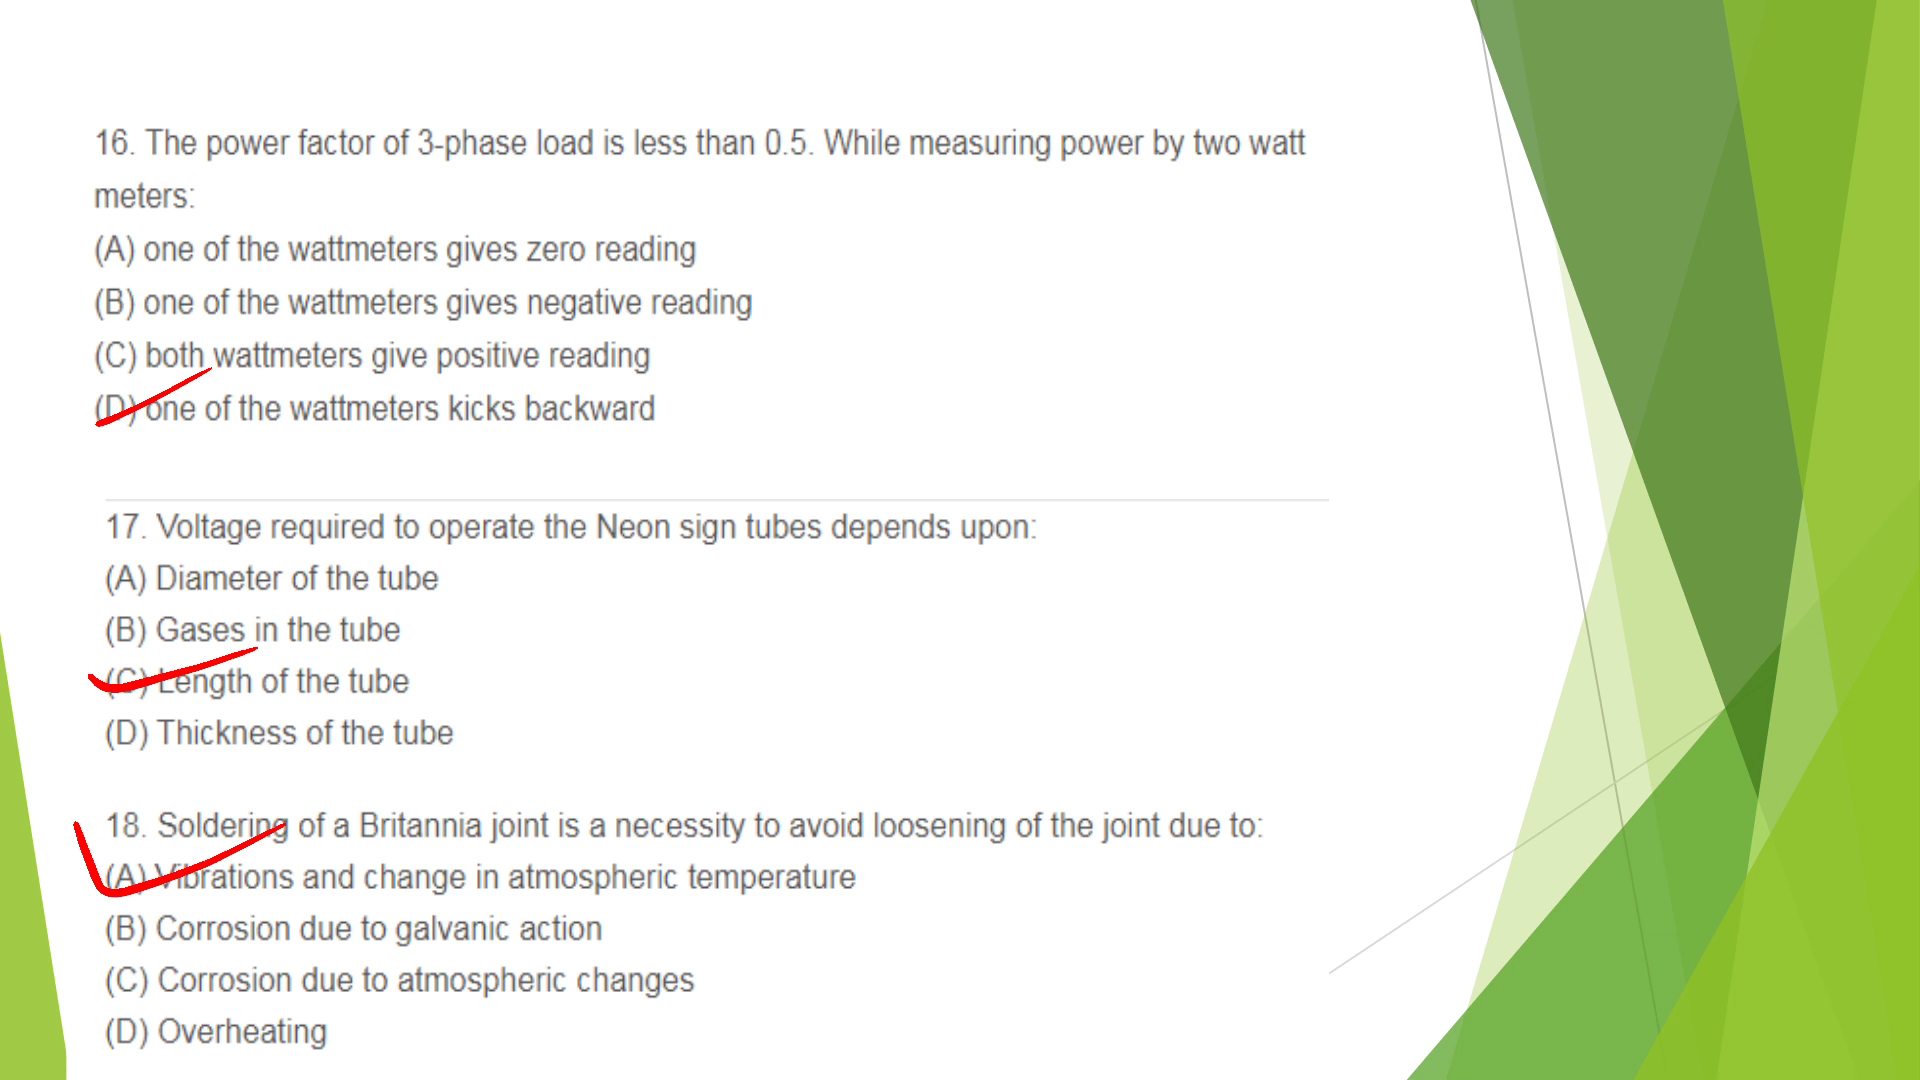 16. The power factor of 3-phase load is less than 0.5. While measuring power by two watt
meters:
(A) one of the wattmeters gives zero reading
(B) one of the wattmeters gives negative reading
(C) both wattmeters give positive reading
(D) one of the wattmeters kicks backward
17. Voltage required to operate the Neon sign tubes depends upon:
(A) Diameter of the tube
(B) Gases in the tube
(C) Length of the tube
(D) Thickness of the tube
18. Soldering of a Britannia joint is a necessity to avoid loosening of the joint due to:
(A) Vibrations and change in atmospheric temperature
(B) Corrosion due to galvanic action
(C) Corrosion due to atmospheric changes
(D) Overheating